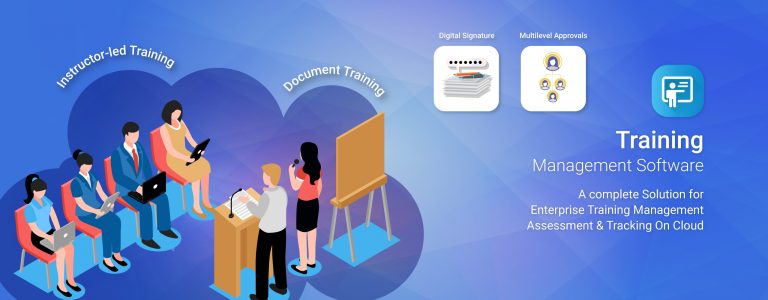 Instructor-led Training
Document Training
Digital Signature
Multilevel Approvals
Training
Management Software
A complete Solution for
Enterprise Training Management
Assessment & Tracking On Cloud